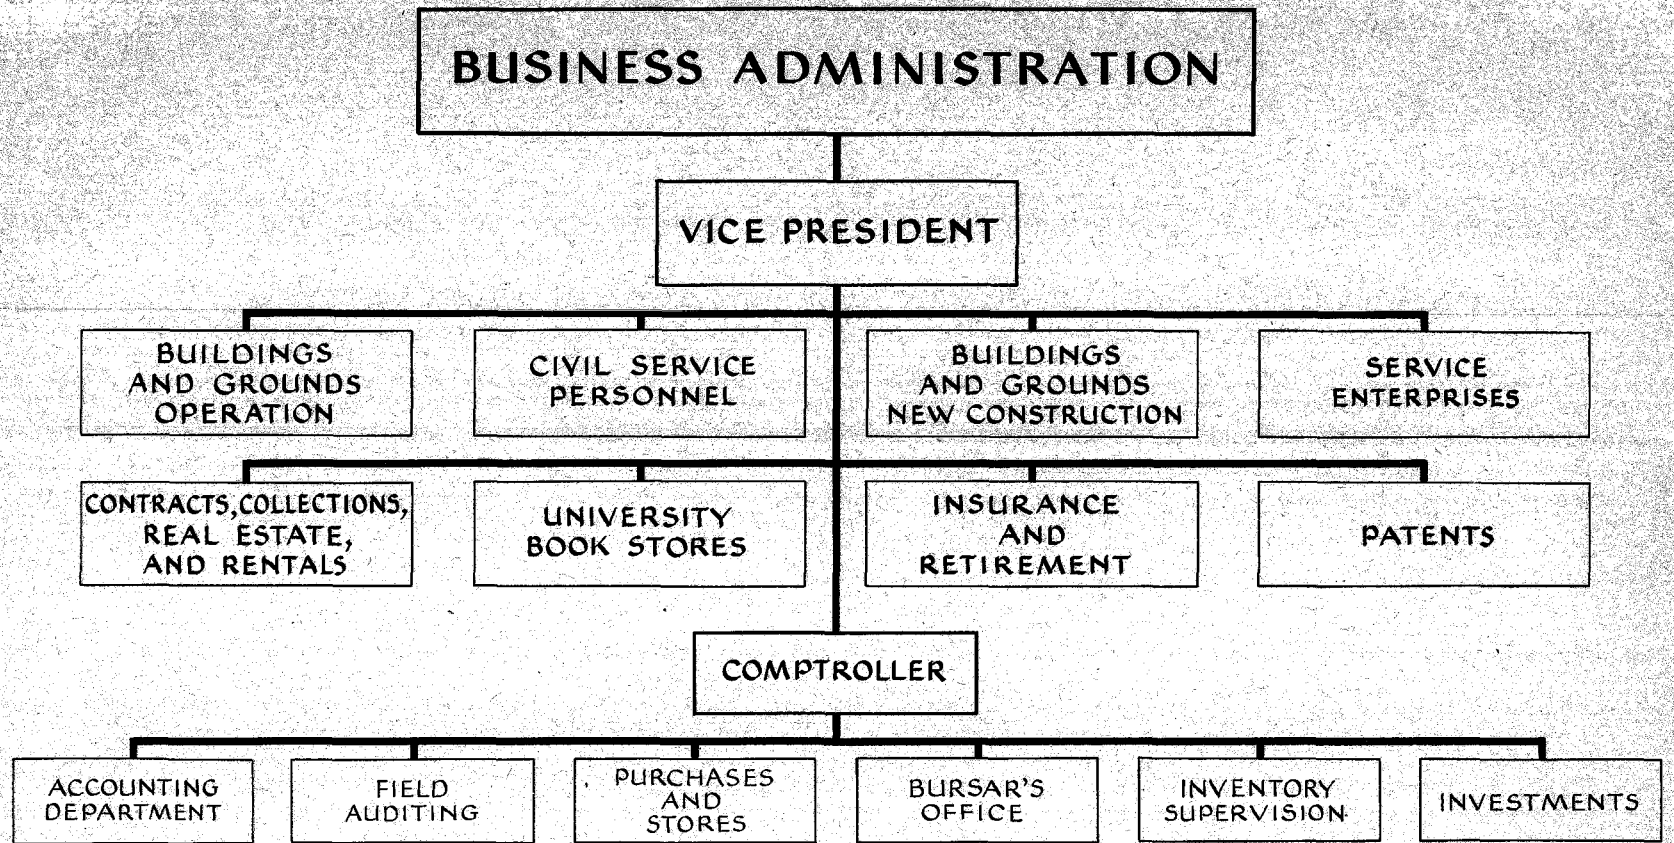 BUSINESS ADMINISTRATION
VICE PRESIDENT
BUILDINGS
AND GROUNDS
OPERATION
CIVIL SERVICE
PERSONNEL
BUILDINGS
AND GROUNDS
NEW CONSTRUCTION
SERVICE
ENTERPRISES
CONTRACTS, COLLECTIONS,
REAL ESTATE,
AND RENTALS
UNIVERSITY
BOOK STORES
INSURANCE
AND
RETIREMENT
PATENTS
COMPTROLLER
ACCOUNTING
DEPARTMENT
FIELD
AUDITING
PURCHASES
AND
STORES
BURSAR'S
OFFICE
INVENTORY
SUPERVISION
INVESTMENTS